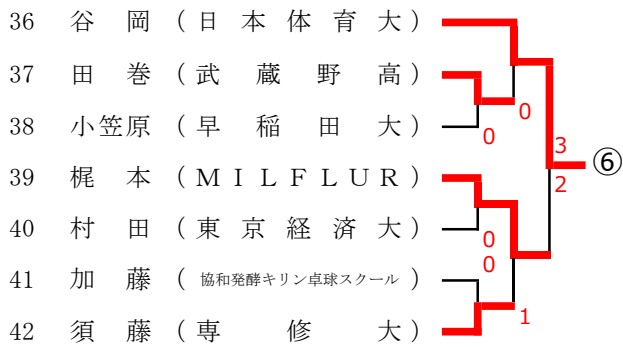 36 谷岡（日本体育大）
37 田巻（武蔵野高）
0
38 小笠原（早稲田大）
0
3
⑥
39 梶本（ＭＩＬＦＬＵＲ）
2
40 村田（東京経済大）
0
0
41 加藤（協和発酵キリン卓球スクール）
1
42 須藤（専修大）